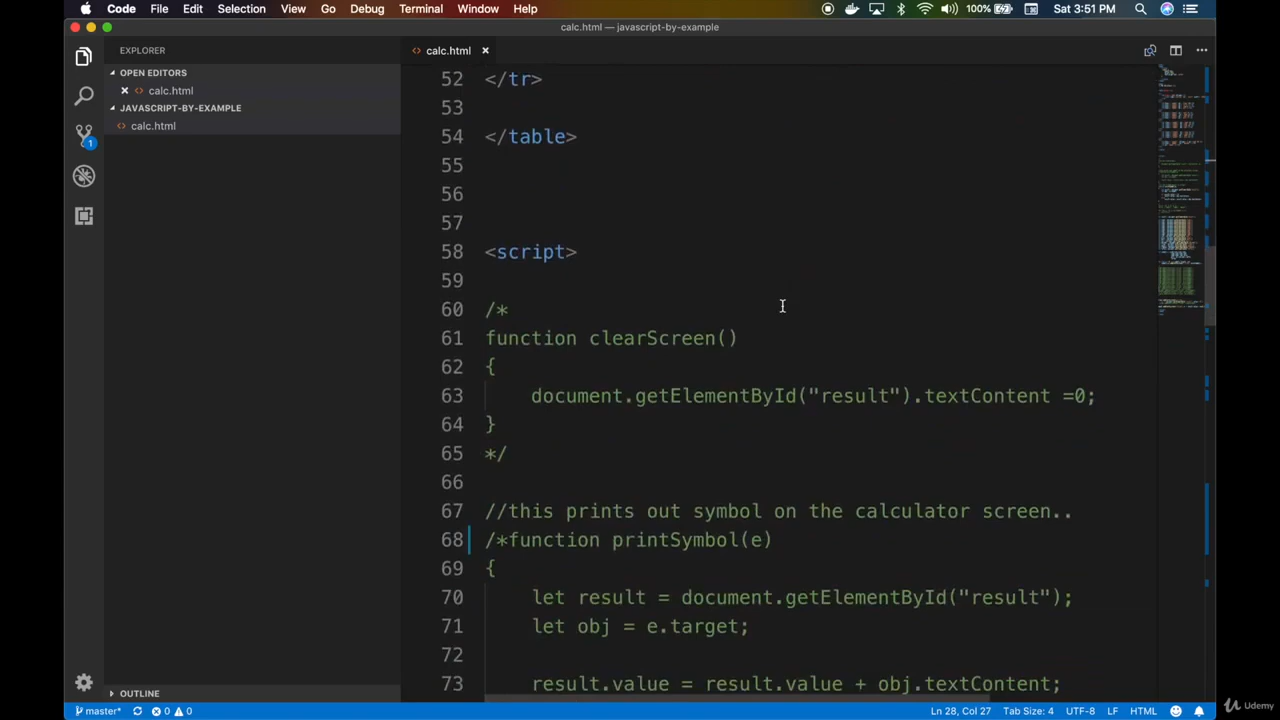 Code File Edit Selection View Go Debug Terminal Window Help 100% Sat 3:51 PM
calc.html — javascript-by-example
EXPLORER
calc.html
OPEN EDITORS
calc.html
JAVASCRIPT-BY-EXAMPLE
calc.html
1
52 </tr>
53
54 </table>
55
56
57
58 <script>
59
60 /*
61 function clearScreen()
62 {
63 document.getElementById("result").textContent =0;
64 }
65 */
66
67 //this prints out symbol on the calculator screen..
68 /*function printSymbol(e)
69 {
70 let result = document.getElementById("result");
71 let obj = e.target;
72
73 result.value = result.value + obj.textContent;
OUTLINE
master* 0 0 Ln 28, Col 27 Tab Size: 4 UTF-8 LF HTML
Udemy